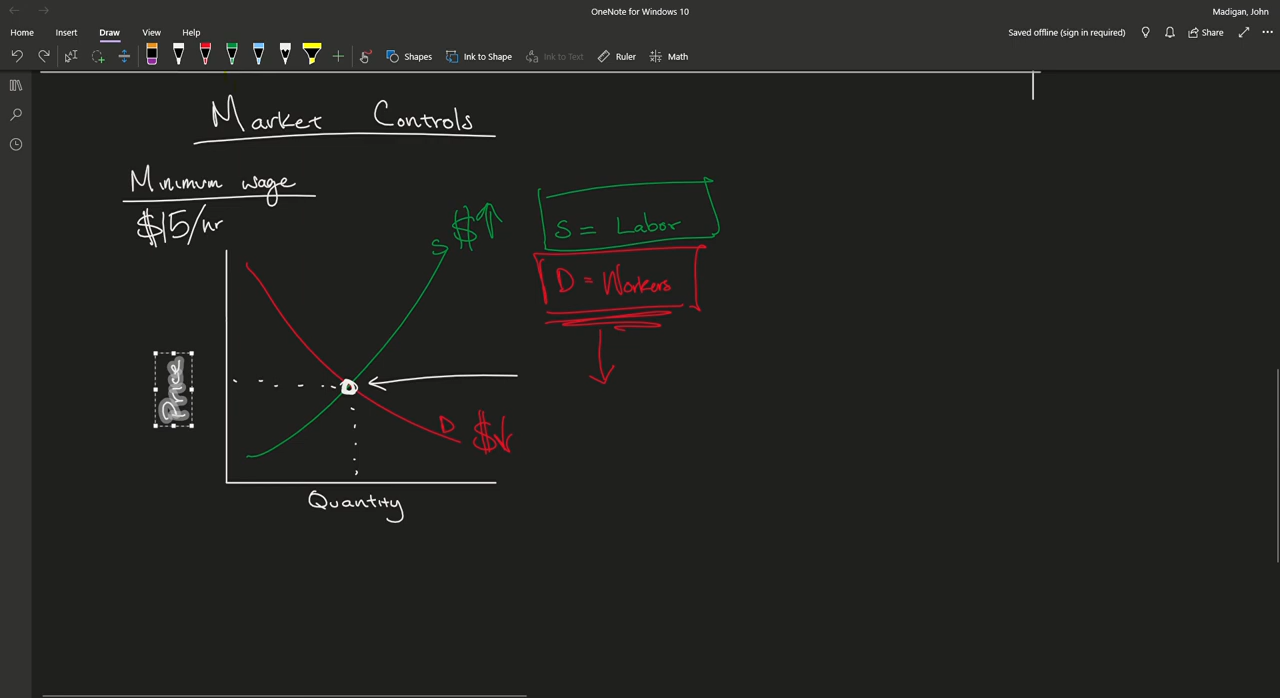 OneNote for Windows 10
Madigan, John
Home Insert Draw View Help
Saved offline (sign in required) Share
Shapes Ink to Shape Ink to Text Ruler Math
Market Controls
Minimum wage
$15/hr
S $↑
S = Labor
D = Workers
Price
D $↓
Quantity